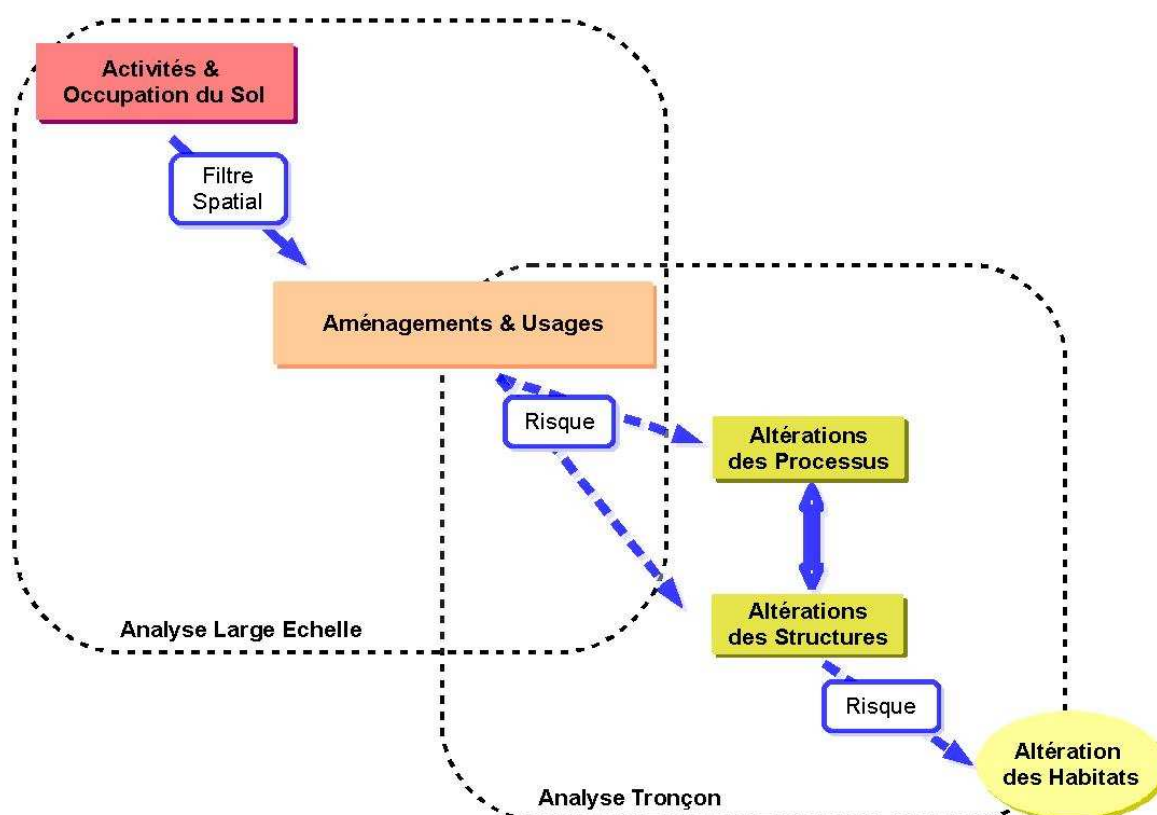 Activités &
Occupation du Sol
Filtre
Spatial
Aménagements & Usages
Risque
Altérations
des Processus
Altérations
des Structures
Analyse Large Echelle
Risque
Altération
des Habitats
Analyse Tronçon